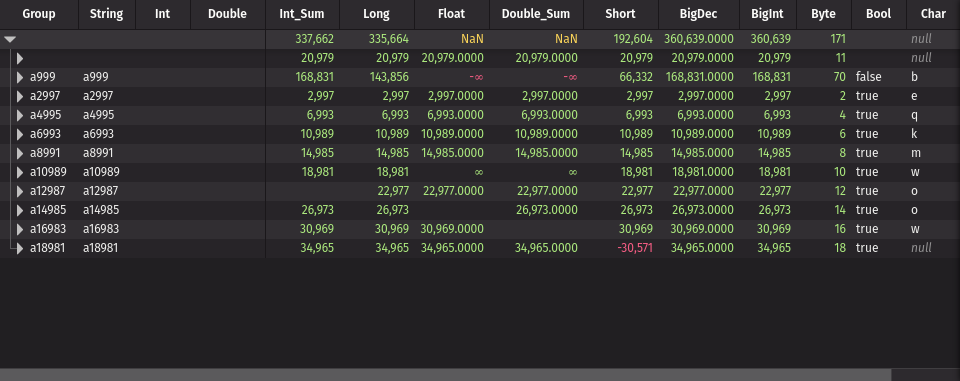 Group String Int Double Int_Sum Long Float Double_Sum Short BigDec BigInt Byte Bool Char
337,662 335,664 NaN NaN 192,604 360,639.0000 360,639 171 null
20,979 20,979 20,979.0000 20,979.0000 20,979 20,979.0000 20,979 11 null
a999 a999 168,831 143,856 -∞ -∞ 66,332 168,831.0000 168,831 70 false b
a2997 a2997 2,997 2,997 2,997.0000 2,997.0000 2,997 2,997.0000 2,997 2 true e
a4995 a4995 6,993 6,993 6,993.0000 6,993.0000 6,993 6,993.0000 6,993 4 true q
a6993 a6993 10,989 10,989 10,989.0000 10,989.0000 10,989 10,989.0000 10,989 6 true k
a8991 a8991 14,985 14,985 14,985.0000 14,985.0000 14,985 14,985.0000 14,985 8 true m
a10989 a10989 18,981 18,981 ∞ ∞ 18,981 18,981.0000 18,981 10 true w
a12987 a12987 22,977 22,977.0000 22,977.0000 22,977 22,977.0000 22,977 12 true o
a14985 a14985 26,973 26,973 26,973.0000 26,973 26,973.0000 26,973 14 true o
a16983 a16983 30,969 30,969 30,969.0000 30,969 30,969.0000 30,969 16 true w
a18981 a18981 34,965 34,965 34,965.0000 34,965.0000 -30,571 34,965.0000 34,965 18 true null